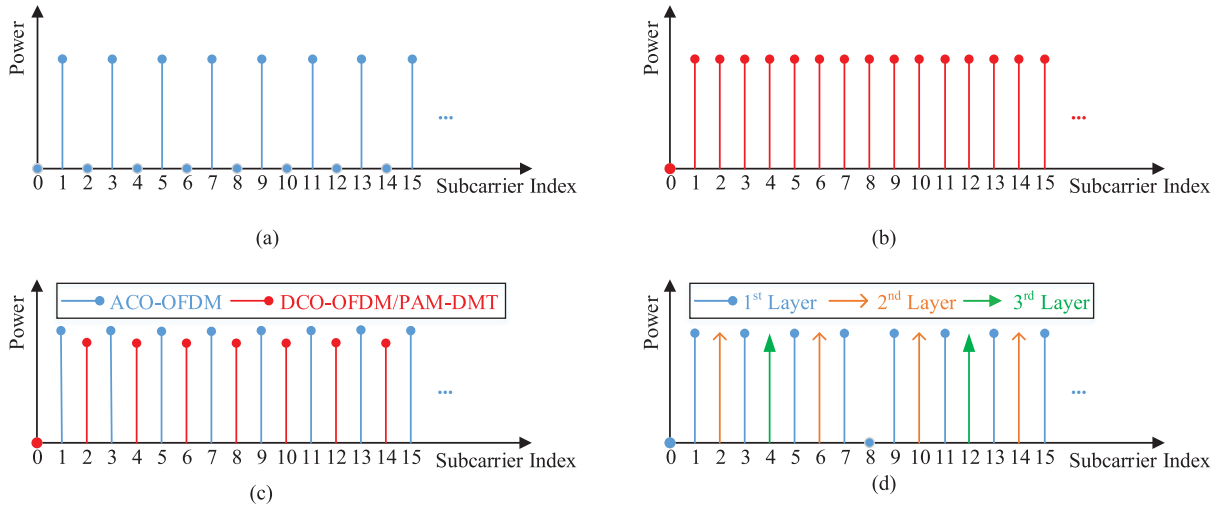 Power
...
0 1 2 3 4 5 6 7 8 9 10 11 12 13 14 15 Subcarrier Index
(a)
Power
...
0 1 2 3 4 5 6 7 8 9 10 11 12 13 14 15 Subcarrier Index
(b)
ACO-OFDM DCO-OFDM/PAM-DMT
Power
...
0 1 2 3 4 5 6 7 8 9 10 11 12 13 14 15 Subcarrier Index
(c)
1st Layer 2nd Layer 3rd Layer
Power
...
0 1 2 3 4 5 6 7 8 9 10 11 12 13 14 15 Subcarrier Index
(d)